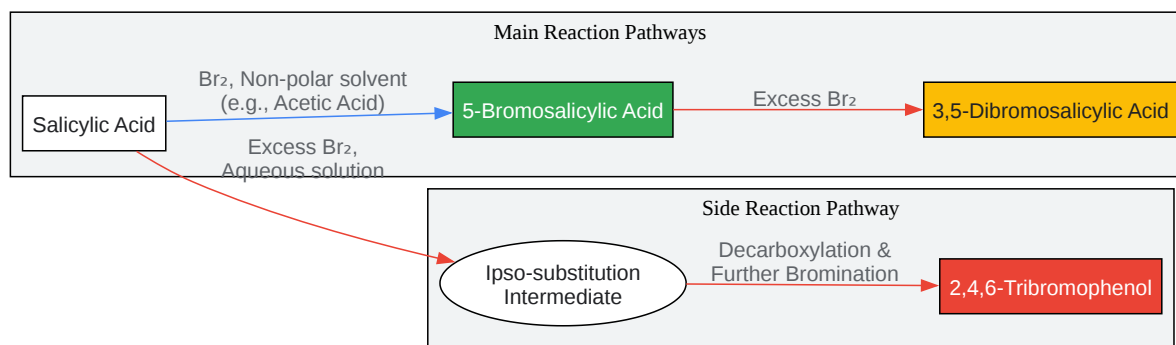 Main Reaction Pathways
Br₂, Non-polar solvent
(e.g., Acetic Acid)
Salicylic Acid
5-Bromosalicylic Acid
Excess Br₂
3,5-Dibromosalicylic Acid
Excess Br₂,
Aqueous solution
Side Reaction Pathway
Ipso-substitution
Intermediate
Decarboxylation &
Further Bromination
2,4,6-Tribromophenol